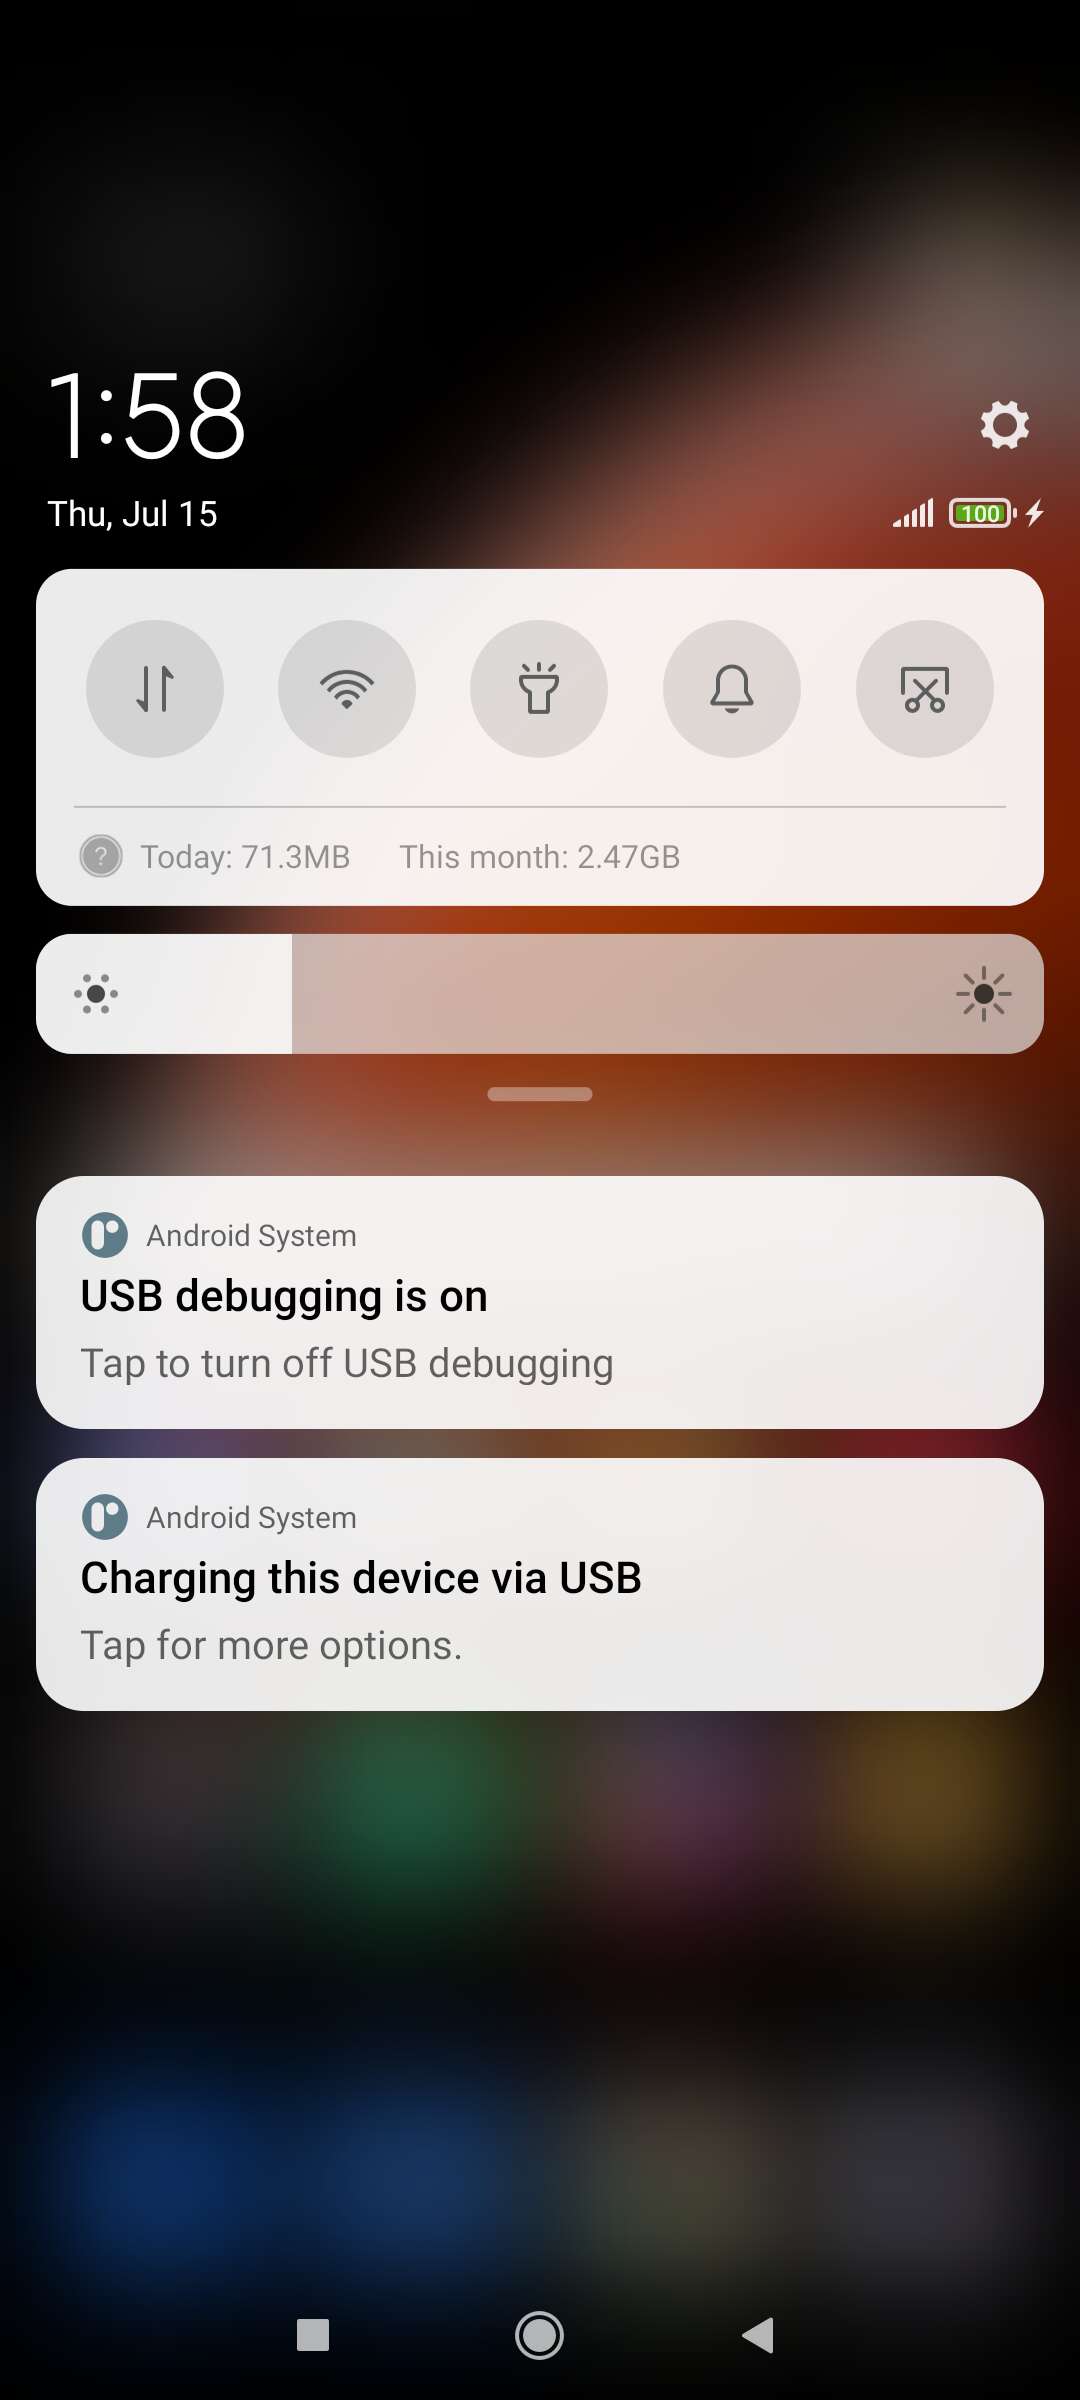 1:58
Thu, Jul 15
100
? Today: 71.3MB This month: 2.47GB
Android System
USB debugging is on
Tap to turn off USB debugging
Android System
Charging this device via USB
Tap for more options.